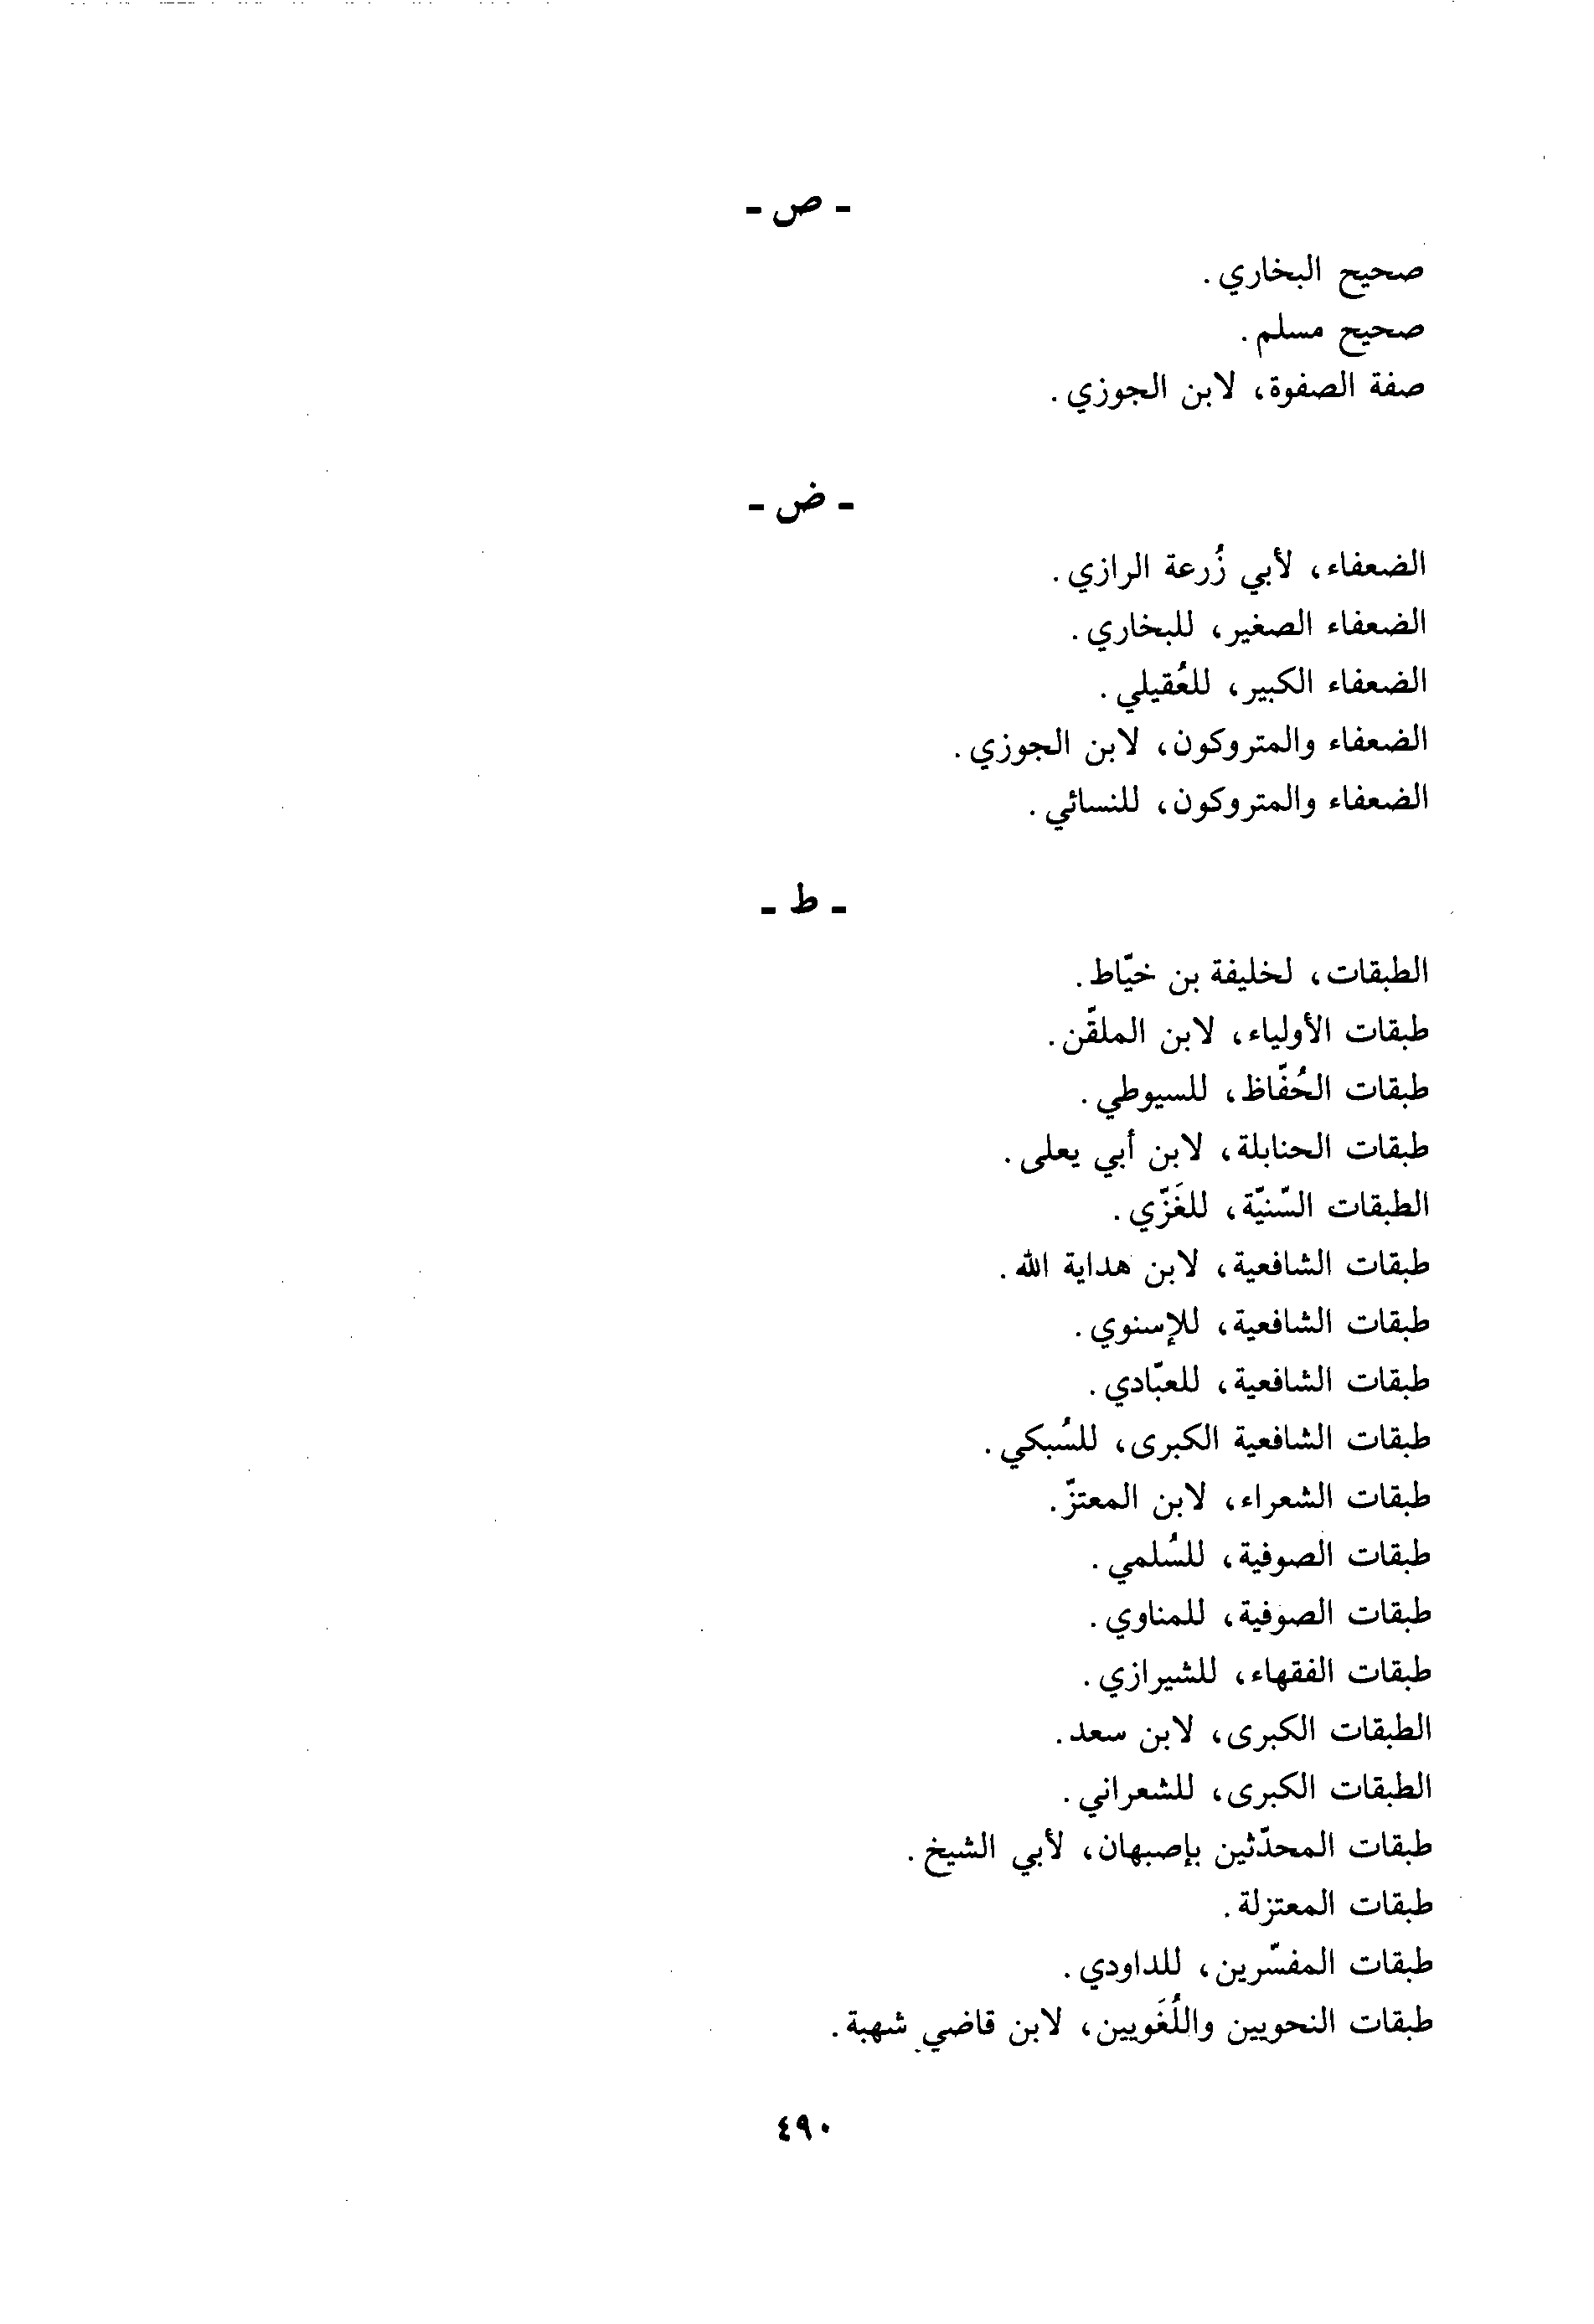 - ص -
صحيح البخاري.
صحيح مسلم.
صفة الصفوة، لابن الجوزي.
- ض -
الضعفاء، لأبي زُرعة الرازي.
الضعفاء الصغير، للبخاري.
الضعفاء الكبير، للعُقيلي.
الضعفاء والمتروكون، لابن الجوزي.
الضعفاء والمتروكون، للنسائي.
- ط -
الطبقات، لخليفة بن خيّاط.
طبقات الأولياء، لابن الملقّن.
طبقات الحُفّاظ، للسيوطي.
طبقات الحنابلة، لابن أبي يعلى.
الطبقات السّنيّة، للغَزّي.
طبقات الشافعية، لابن هداية الله.
طبقات الشافعية، للإسنوي.
طبقات الشافعية، للعبّادي.
طبقات الشافعية الكبرى، للسُبكي.
طبقات الشعراء، لابن المعتزّ.
طبقات الصوفية، للسُلمي.
طبقات الصوفية، للمناوي.
طبقات الفقهاء، للشيرازي.
الطبقات الكبرى، لابن سعد.
الطبقات الكبرى، للشعراني.
طبقات المحدّثين بإصبهان، لأبي الشيخ.
طبقات المعتزلة.
طبقات المفسّرين، للداودي.
طبقات النحويين واللُغَويين، لابن قاضي شهبة.
٤٩٠